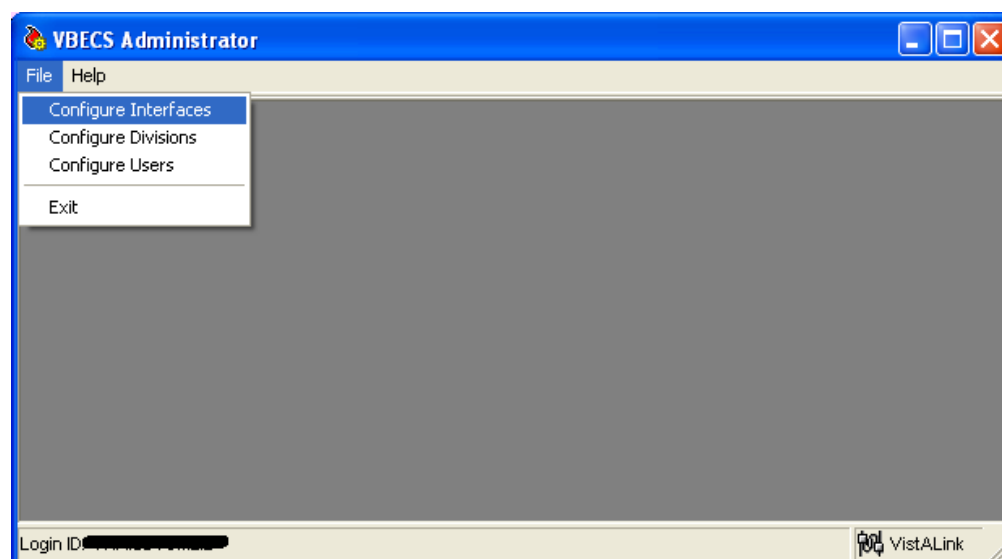 VBECS Administrator
File Help
Configure Interfaces
Configure Divisions
Configure Users
Exit
Login ID:
VistALink